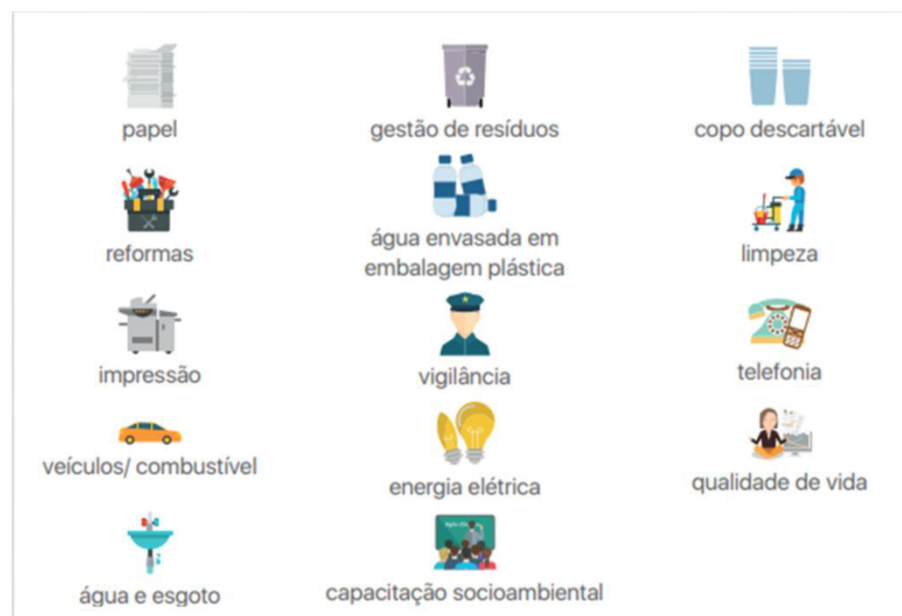 papel
gestão de resíduos
copo descartável
reformas
água envasada em
embalagem plástica
limpeza
impressão
vigilância
telefonia
veículos/ combustível
energia elétrica
qualidade de vida
água e esgoto
capacitação socioambiental